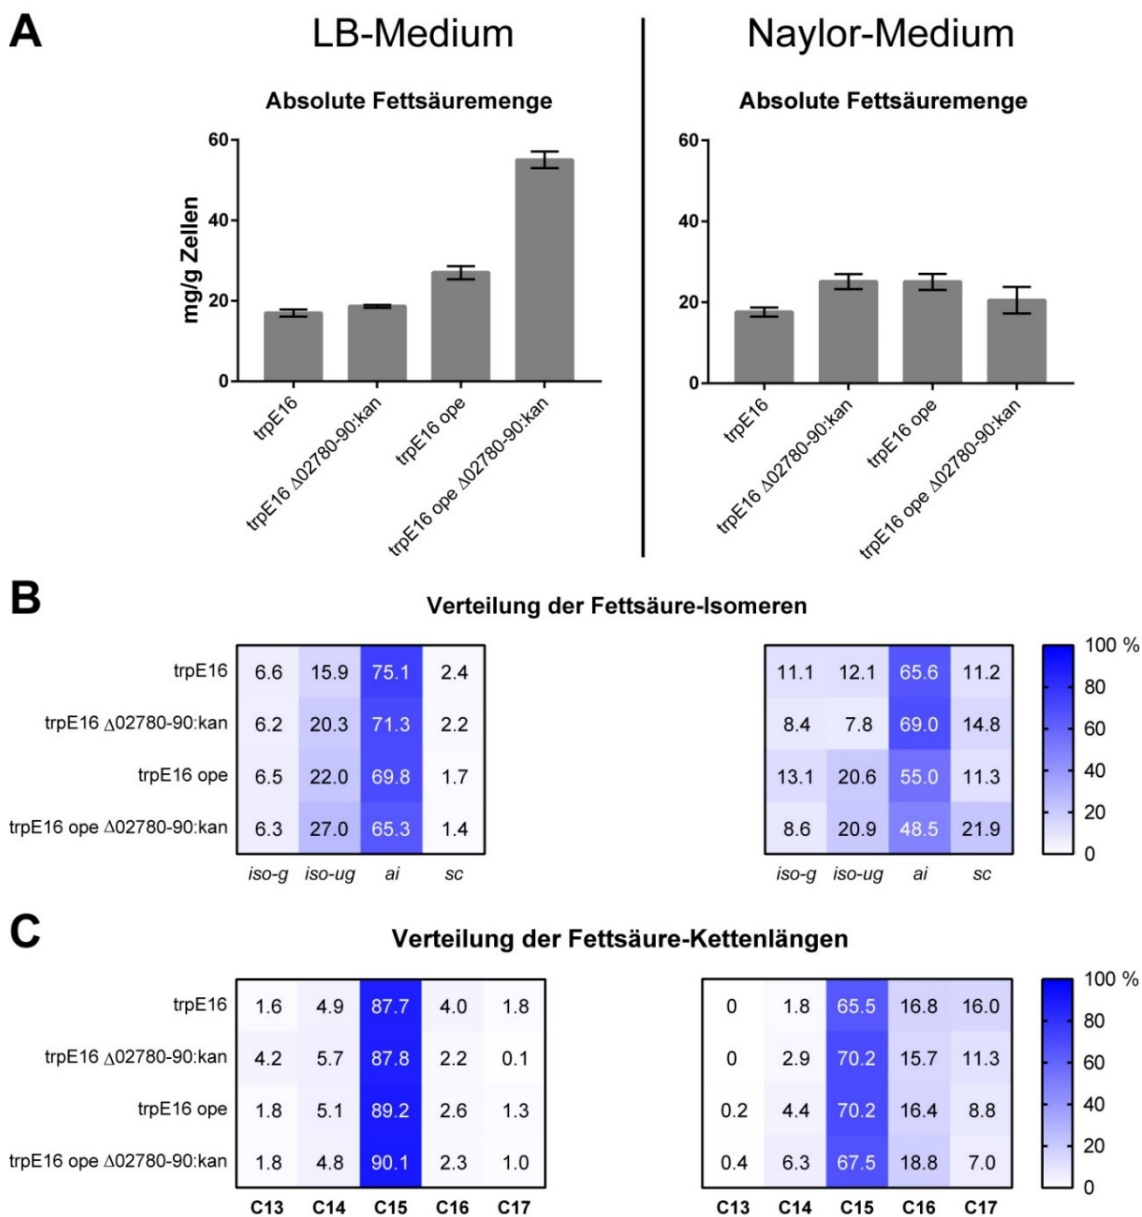 A
LB-Medium
Naylor-Medium
Absolute Fettsäuremenge
Absolute Fettsäuremenge
mg/g Zellen
60
40
20
0
60
40
20
0
trpE16
trpE16 Δ02780-90:kan
trpE16 ope
trpE16 ope Δ02780-90:kan
trpE16
trpE16 Δ02780-90:kan
trpE16 ope
trpE16 ope Δ02780-90:kan
B
Verteilung der Fettsäure-Isomeren
trpE16 6.6 15.9 75.1 2.4
trpE16 Δ02780-90:kan 6.2 20.3 71.3 2.2
trpE16 ope 6.5 22.0 69.8 1.7
trpE16 ope Δ02780-90:kan 6.3 27.0 65.3 1.4
iso-g iso-ug ai sc
11.1 12.1 65.6 11.2
8.4 7.8 69.0 14.8
13.1 20.6 55.0 11.3
8.6 20.9 48.5 21.9
iso-g iso-ug ai sc
100 %
80
60
40
20
0
C
Verteilung der Fettsäure-Kettenlängen
trpE16 1.6 4.9 87.7 4.0 1.8
trpE16 Δ02780-90:kan 4.2 5.7 87.8 2.2 0.1
trpE16 ope 1.8 5.1 89.2 2.6 1.3
trpE16 ope Δ02780-90:kan 1.8 4.8 90.1 2.3 1.0
C13 C14 C15 C16 C17
0 1.8 65.5 16.8 16.0
0 2.9 70.2 15.7 11.3
0.2 4.4 70.2 16.4 8.8
0.4 6.3 67.5 18.8 7.0
C13 C14 C15 C16 C17
100 %
80
60
40
20
0